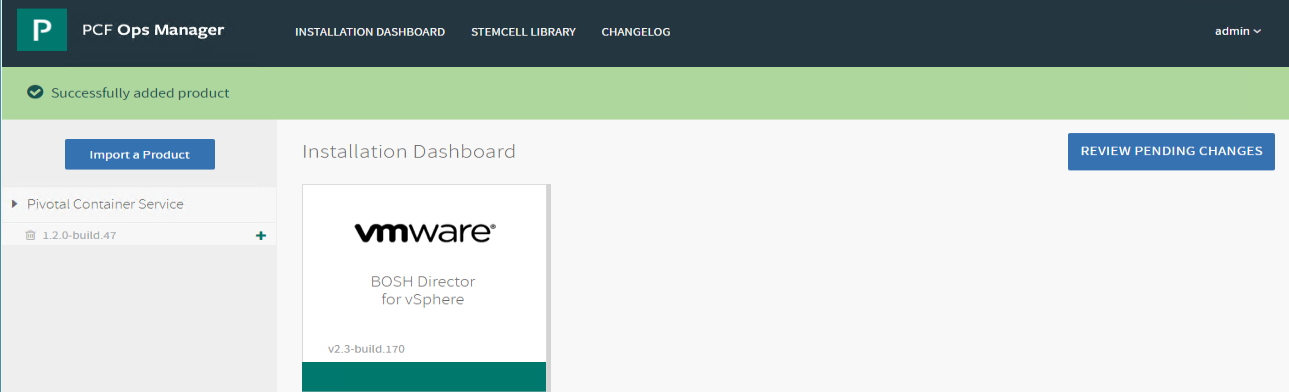 P PCF Ops Manager INSTALLATION DASHBOARD STEMCELL LIBRARY CHANGELOG admin
Successfully added product
Import a Product
Installation Dashboard
REVIEW PENDING CHANGES
Pivotal Container Service
1.2.0-build.47
vmware®
BOSH Director
for vSphere
v2.3-build.170